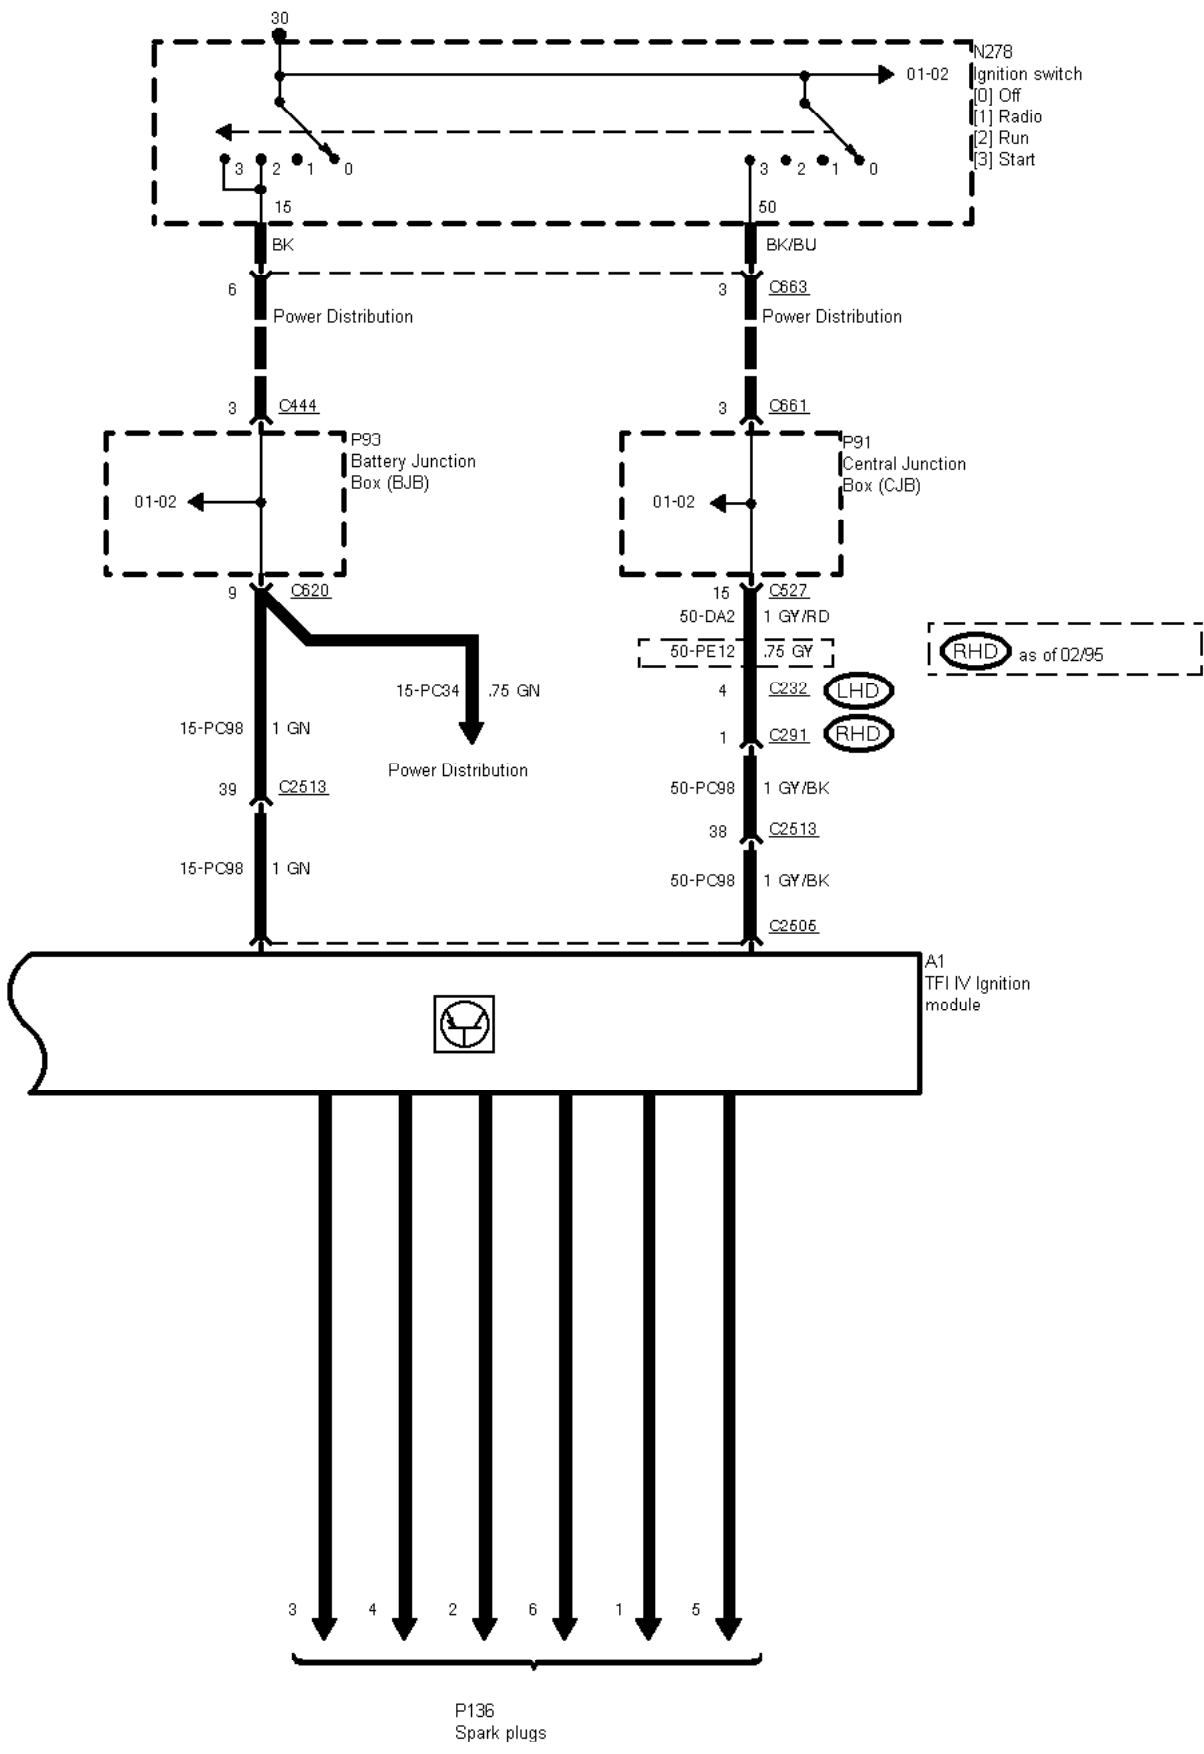 30
N278
01-02 Ignition switch
[0] Off
[1] Radio
[2] Run
[3] Start
3 2 1 0 3 2 1 0
15 50
BK BK/BU
6 3 C663
Power Distribution Power Distribution
3 C444 3 C661
P93
Battery Junction
Box (BJB)
P91
Central Junction
Box (CJB)
01-02 01-02
9 C620 15 C527
50-DA2 1 GY/RD
50-PE12 .75 GY
RHD as of 02/95
15-PC34 .75 GN 4 C232 LHD
15-PC98 1 GN 1 C291 RHD
Power Distribution
39 C2513 50-PC98 1 GY/BK
38 C2513
15-PC98 1 GN 50-PC98 1 GY/BK
C2505
A1
TFI IV Ignition
module
3 4 2 6 1 5
P136
Spark plugs